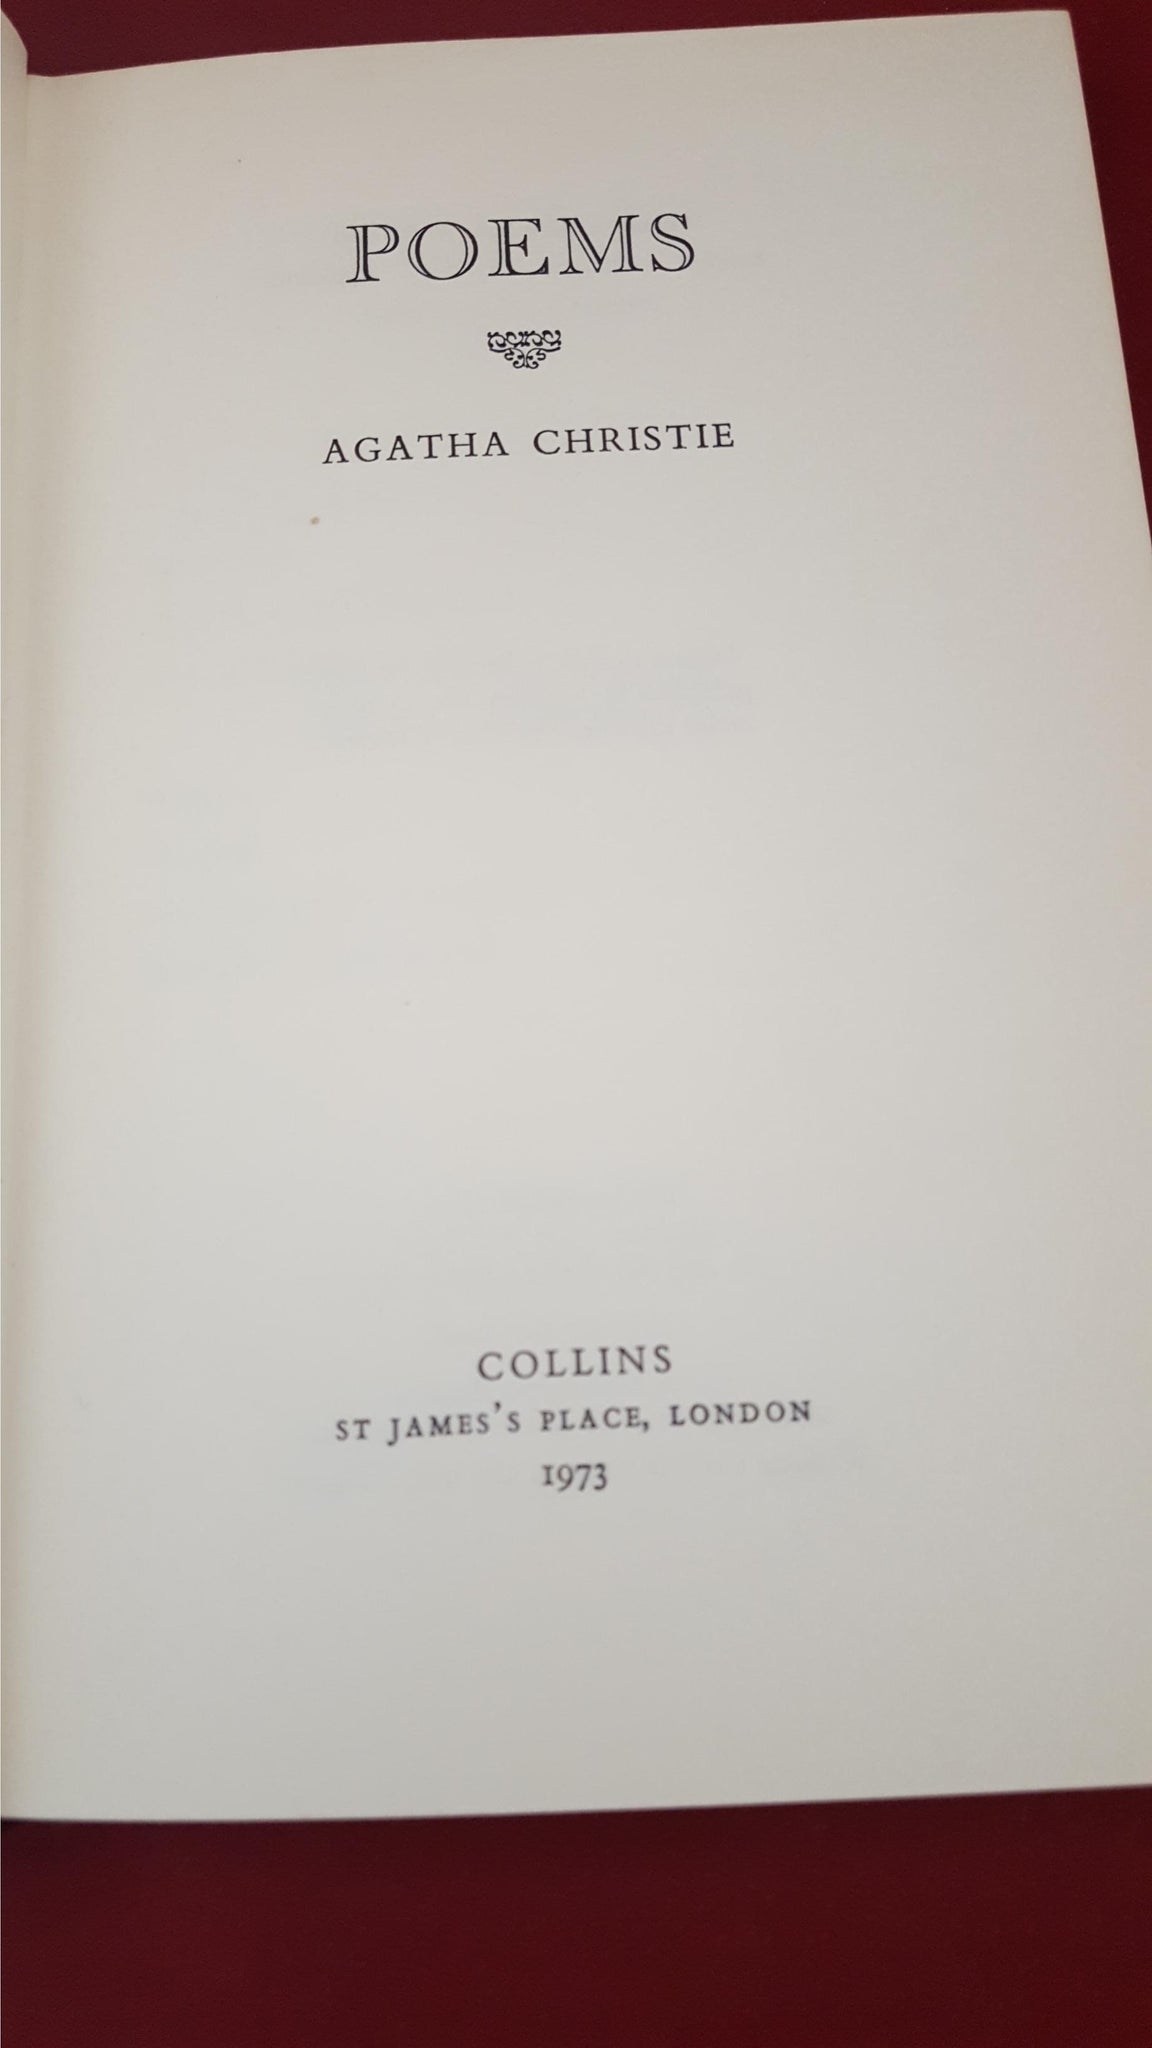 POEMS
AGATHA CHRISTIE
COLLINS
ST JAMES'S PLACE, LONDON
1973